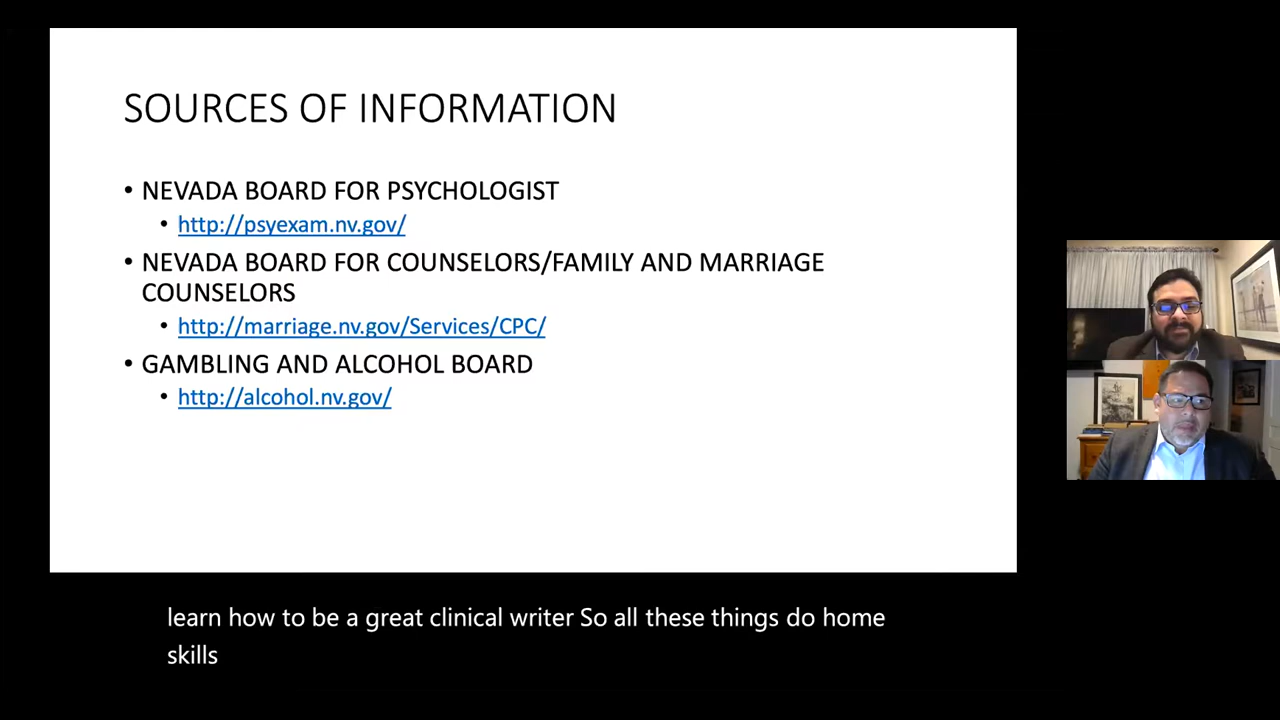 SOURCES OF INFORMATION
• NEVADA BOARD FOR PSYCHOLOGIST
• http://psyexam.nv.gov/
• NEVADA BOARD FOR COUNSELORS/FAMILY AND MARRIAGE
COUNSELORS
• http://marriage.nv.gov/Services/CPC/
• GAMBLING AND ALCOHOL BOARD
• http://alcohol.nv.gov/
learn how to be a great clinical writer So all these things do home
skills